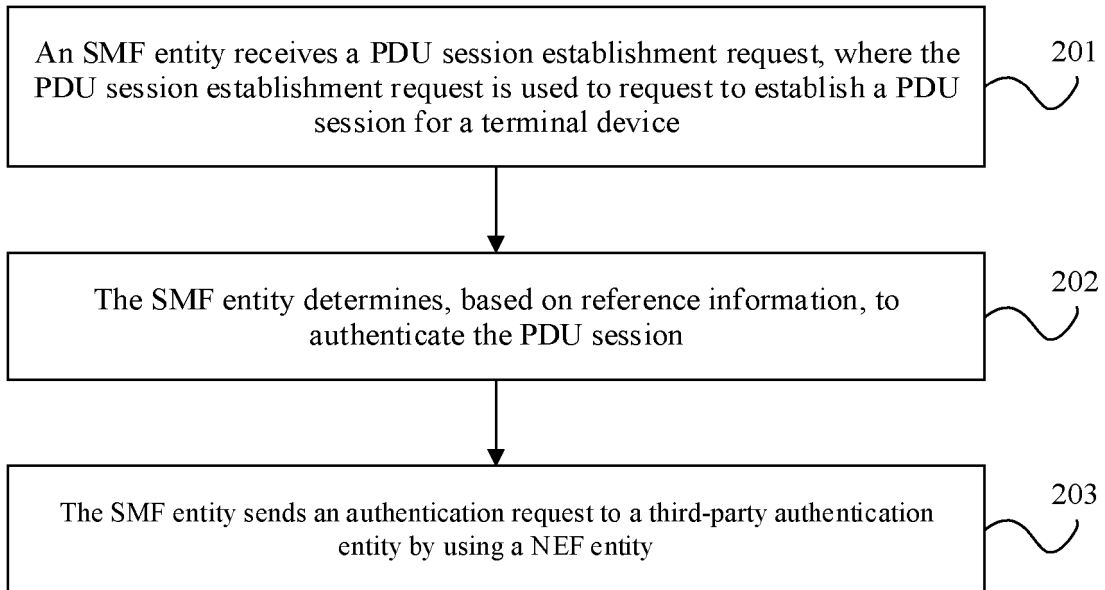 An SMF entity receives a PDU session establishment request, where the
PDU session establishment request is used to request to establish a PDU
session for a terminal device
201
The SMF entity determines, based on reference information, to
authenticate the PDU session
202
The SMF entity sends an authentication request to a third-party authentication
entity by using a NEF entity
203